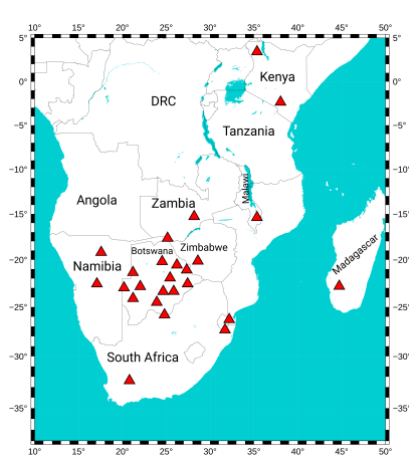 10° 15° 20° 25° 30° 35° 40° 45° 50°
5° 5°
Kenya
0° 0°
DRC
Tanzania
−5° −5°
−10° −10°
Malawi
Angola
Zambia
−15° −15°
Botswana Zimbabwe
Madagascar
Namibia
−20° −20°
−25° −25°
−30° −30°
South Africa
−35° −35°
10° 15° 20° 25° 30° 35° 40° 45° 50°